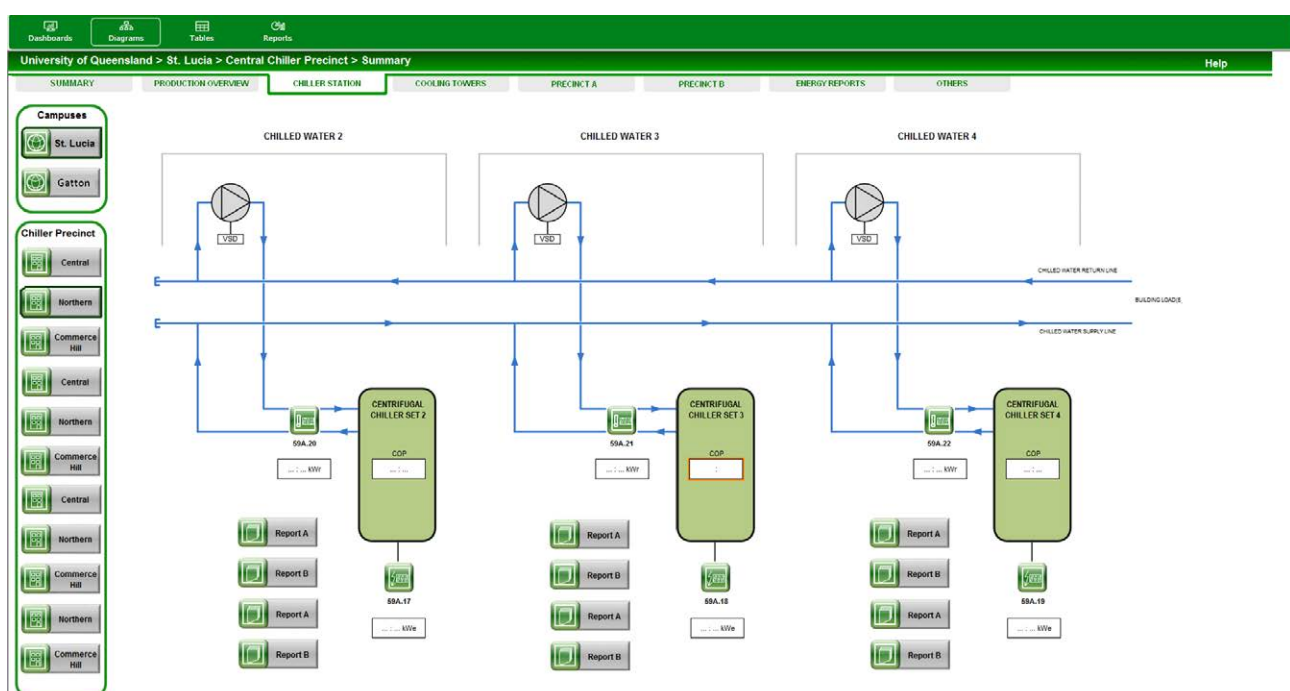 Dashboards
Diagrams
Tables
Reports
University of Queensland > St. Lucia > Central Chiller Precinct > Summary
Help
SUMMARY
PRODUCTION OVERVIEW
CHILLER STATION
COOLING TOWERS
PRECINCT A
PRECINCT B
ENERGY REPORTS
OTHERS
Campuses
St. Lucia
Gatton
Chiller Precinct
Central
Northern
Commerce
Hill
Central
Northern
Commerce
Hill
Central
Northern
Commerce
Hill
Northern
Commerce
Hill
CHILLED WATER 2
CHILLED WATER 3
CHILLED WATER 4
VSD
VSD
VSD
CHILLED WATER RETURN LINE
BUILDING LOAD(S
CHILLED WATER SUPPLY LINE
59A.20
... : ... kWr
CENTRIFUGAL
CHILLER SET 2
COP
... : ...
Report A
Report B
Report A
Report B
59A.17
... : ... kWe
59A.21
... : ... kWr
CENTRIFUGAL
CHILLER SET 3
COP
:
Report A
Report B
Report A
Report B
59A.18
... : ... kWe
59A.22
... : ... kWr
CENTRIFUGAL
CHILLER SET 4
COP
... : ...
Report A
Report B
Report A
Report B
59A.19
... : ... kWe